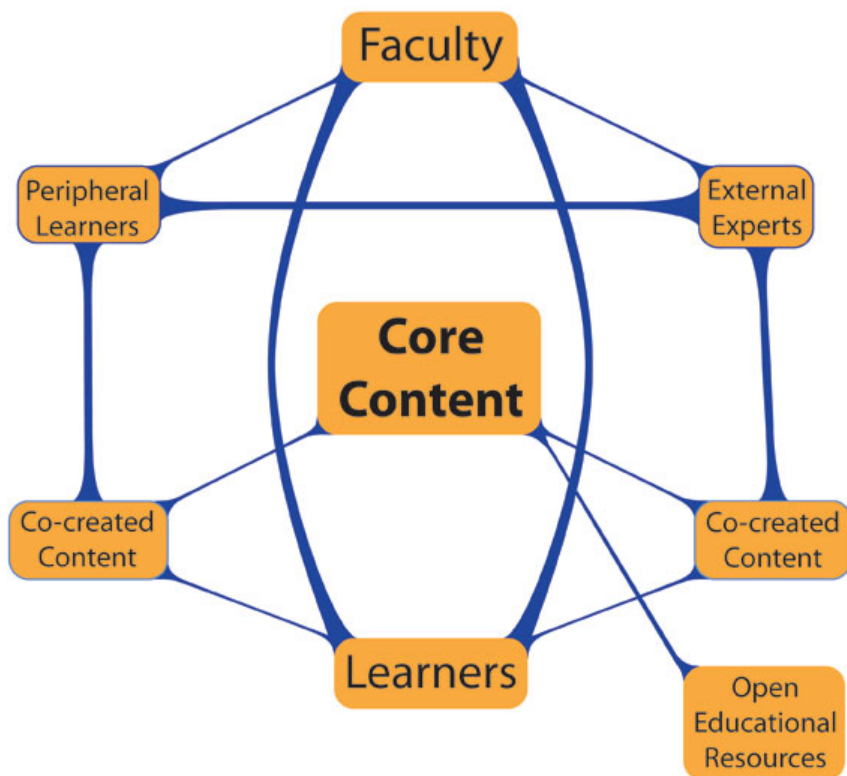 Faculty
Peripheral
Learners
External
Experts
Core
Content
Co-created
Content
Co-created
Content
Learners
Open
Educational
Resources